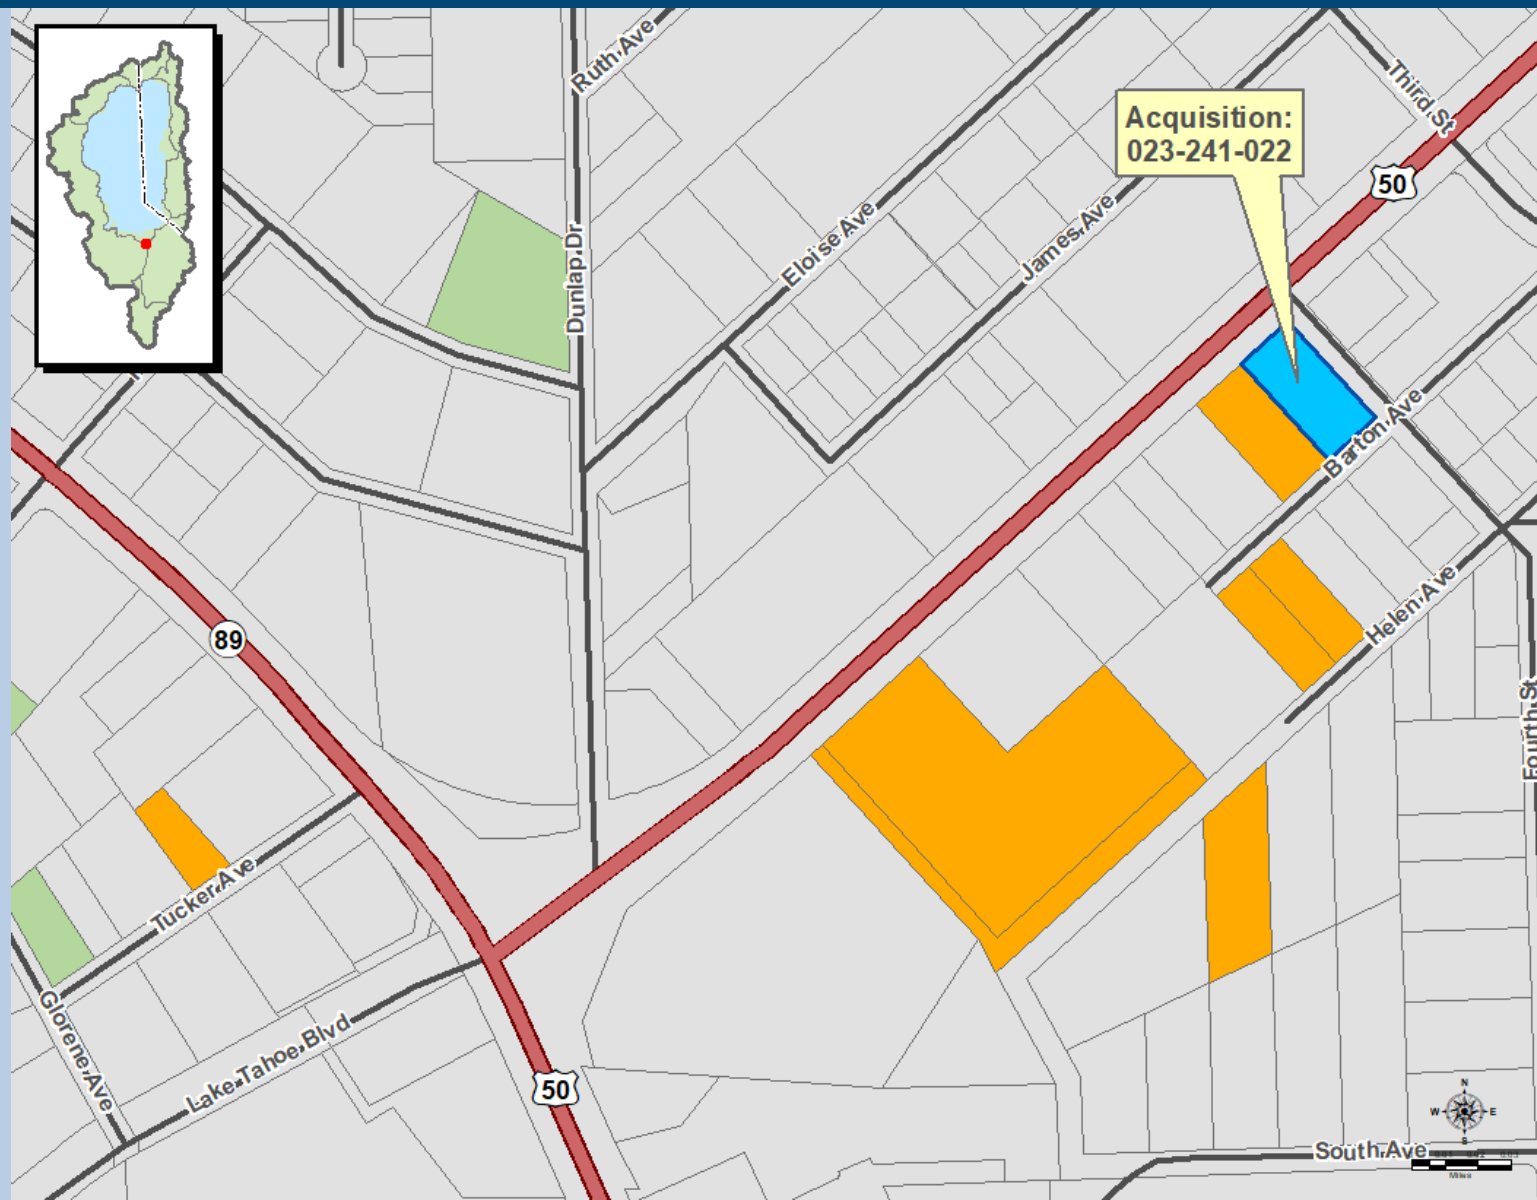 Ruth Ave
Third St
Acquisition:
023-241-022
50
Dunlap Dr
Eloise Ave
James Ave
Barton Ave
Helen Ave
89
Fourth St
Tucker Ave
Glorene Ave
Lake Tahoe Blvd
50
N
W
E
S
South Ave
Miles